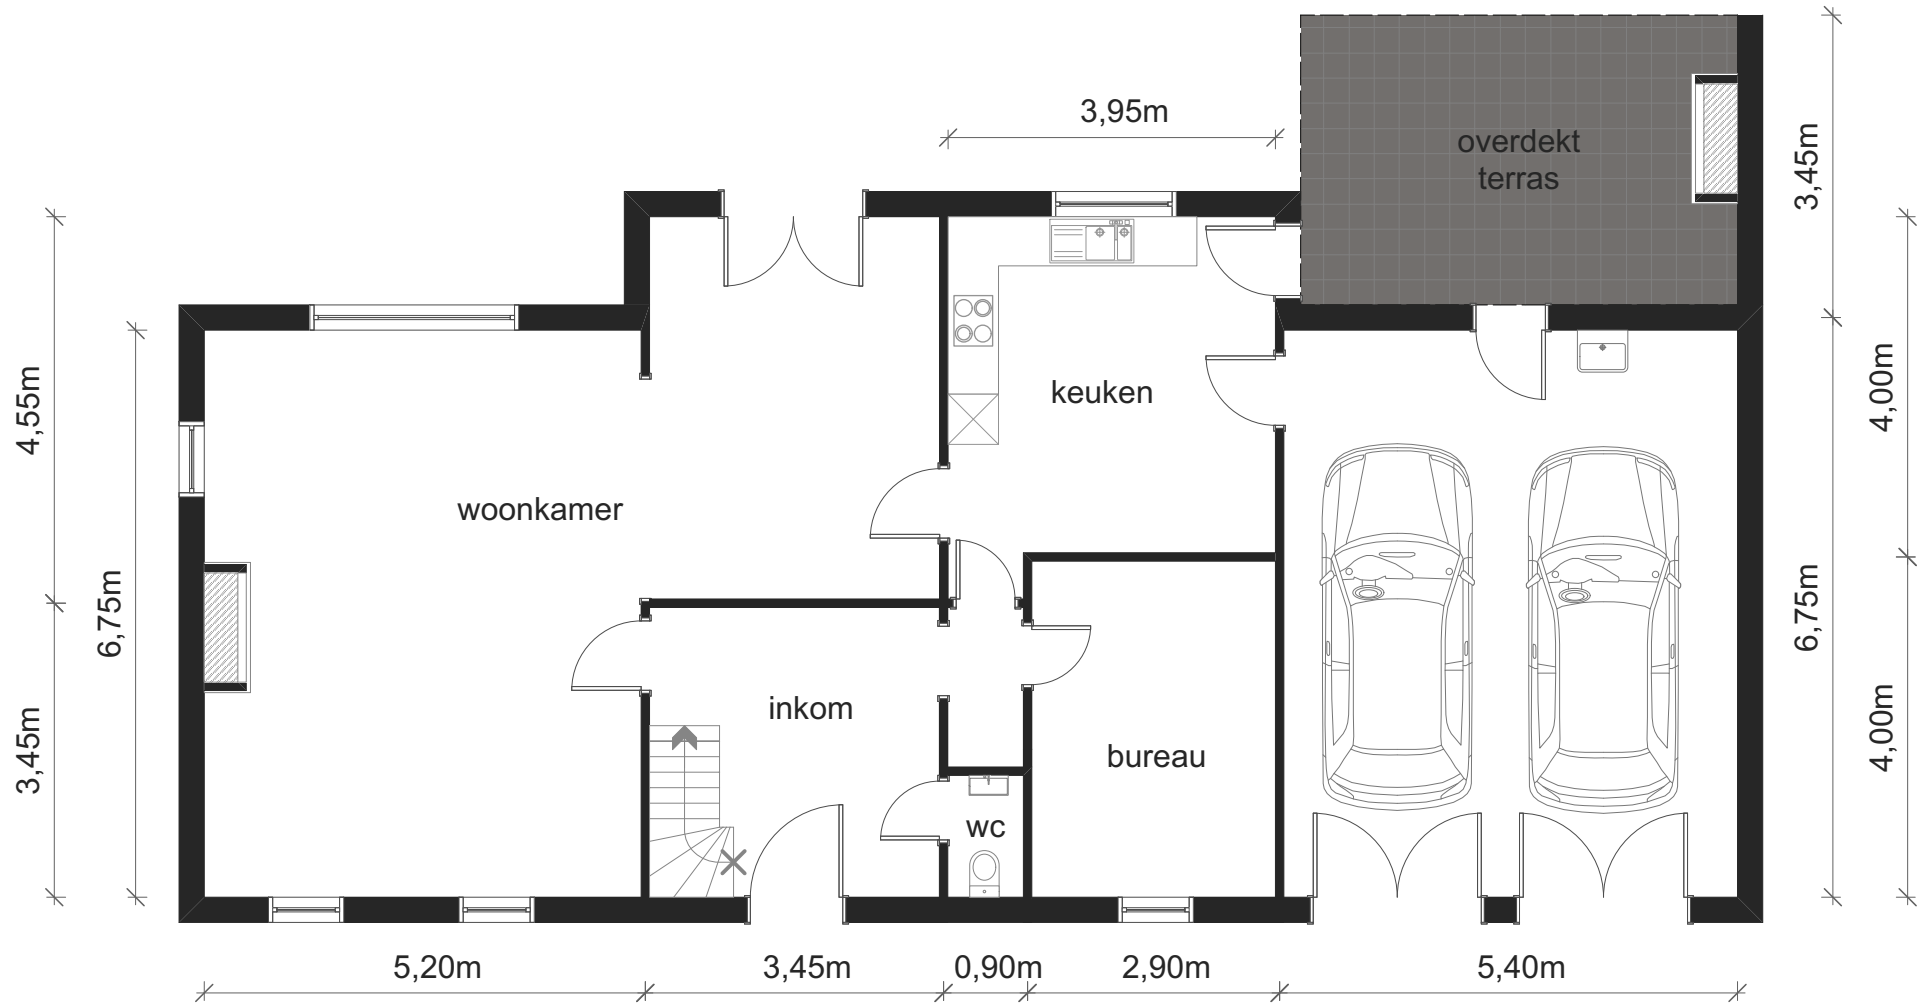 3,95m
overdekt
terras
3,45m
4,55m
keuken
4,00m
woonkamer
6,75m
6,75m
inkom
3,45m
bureau
4,00m
wc
5,20m
3,45m
0,90m
2,90m
5,40m